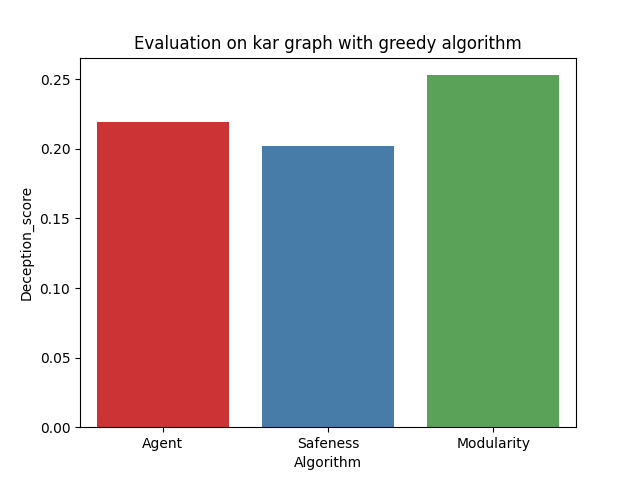 Evaluation on kar graph with greedy algorithm
Deception_score
0.25
0.20
0.15
0.10
0.05
0.00
Agent
Safeness
Modularity
Algorithm